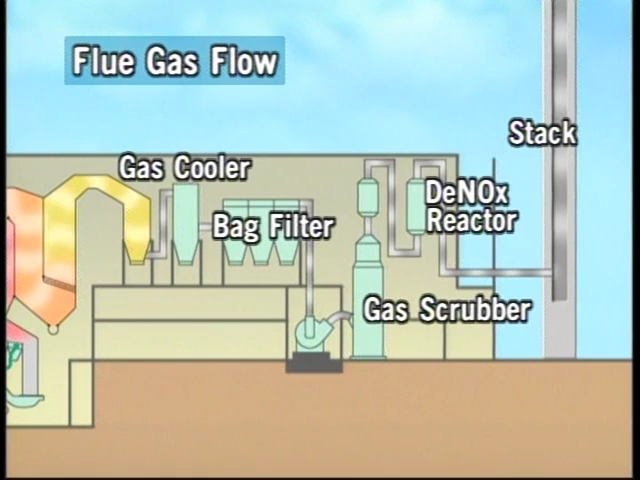 Flue Gas Flow
Stack
Gas Cooler
DeNOx
Reactor
Bag Filter
Gas Scrubber